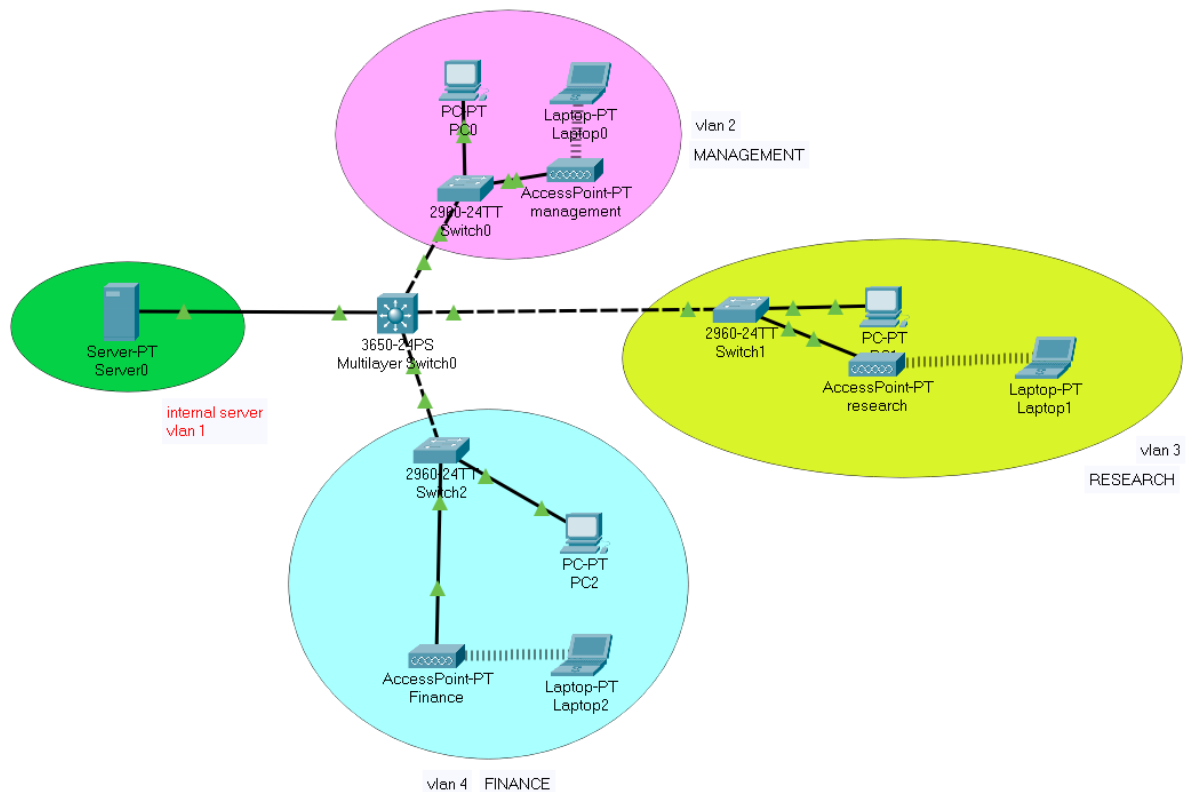 PC-PT
PC0
Laptop-PT
Laptop0
vlan 2
MANAGEMENT
AccessPoint-PT
management
2960-24TT
Switch0
Server-PT
Server0
internal server
vlan 1
3650-24PS
Multilayer Switch0
2960-24TT
Switch1
PC-PT
PC1
AccessPoint-PT
research
Laptop-PT
Laptop1
vlan 3
RESEARCH
2960-24TT
Switch2
PC-PT
PC2
AccessPoint-PT
Finance
Laptop-PT
Laptop2
vlan 4 FINANCE